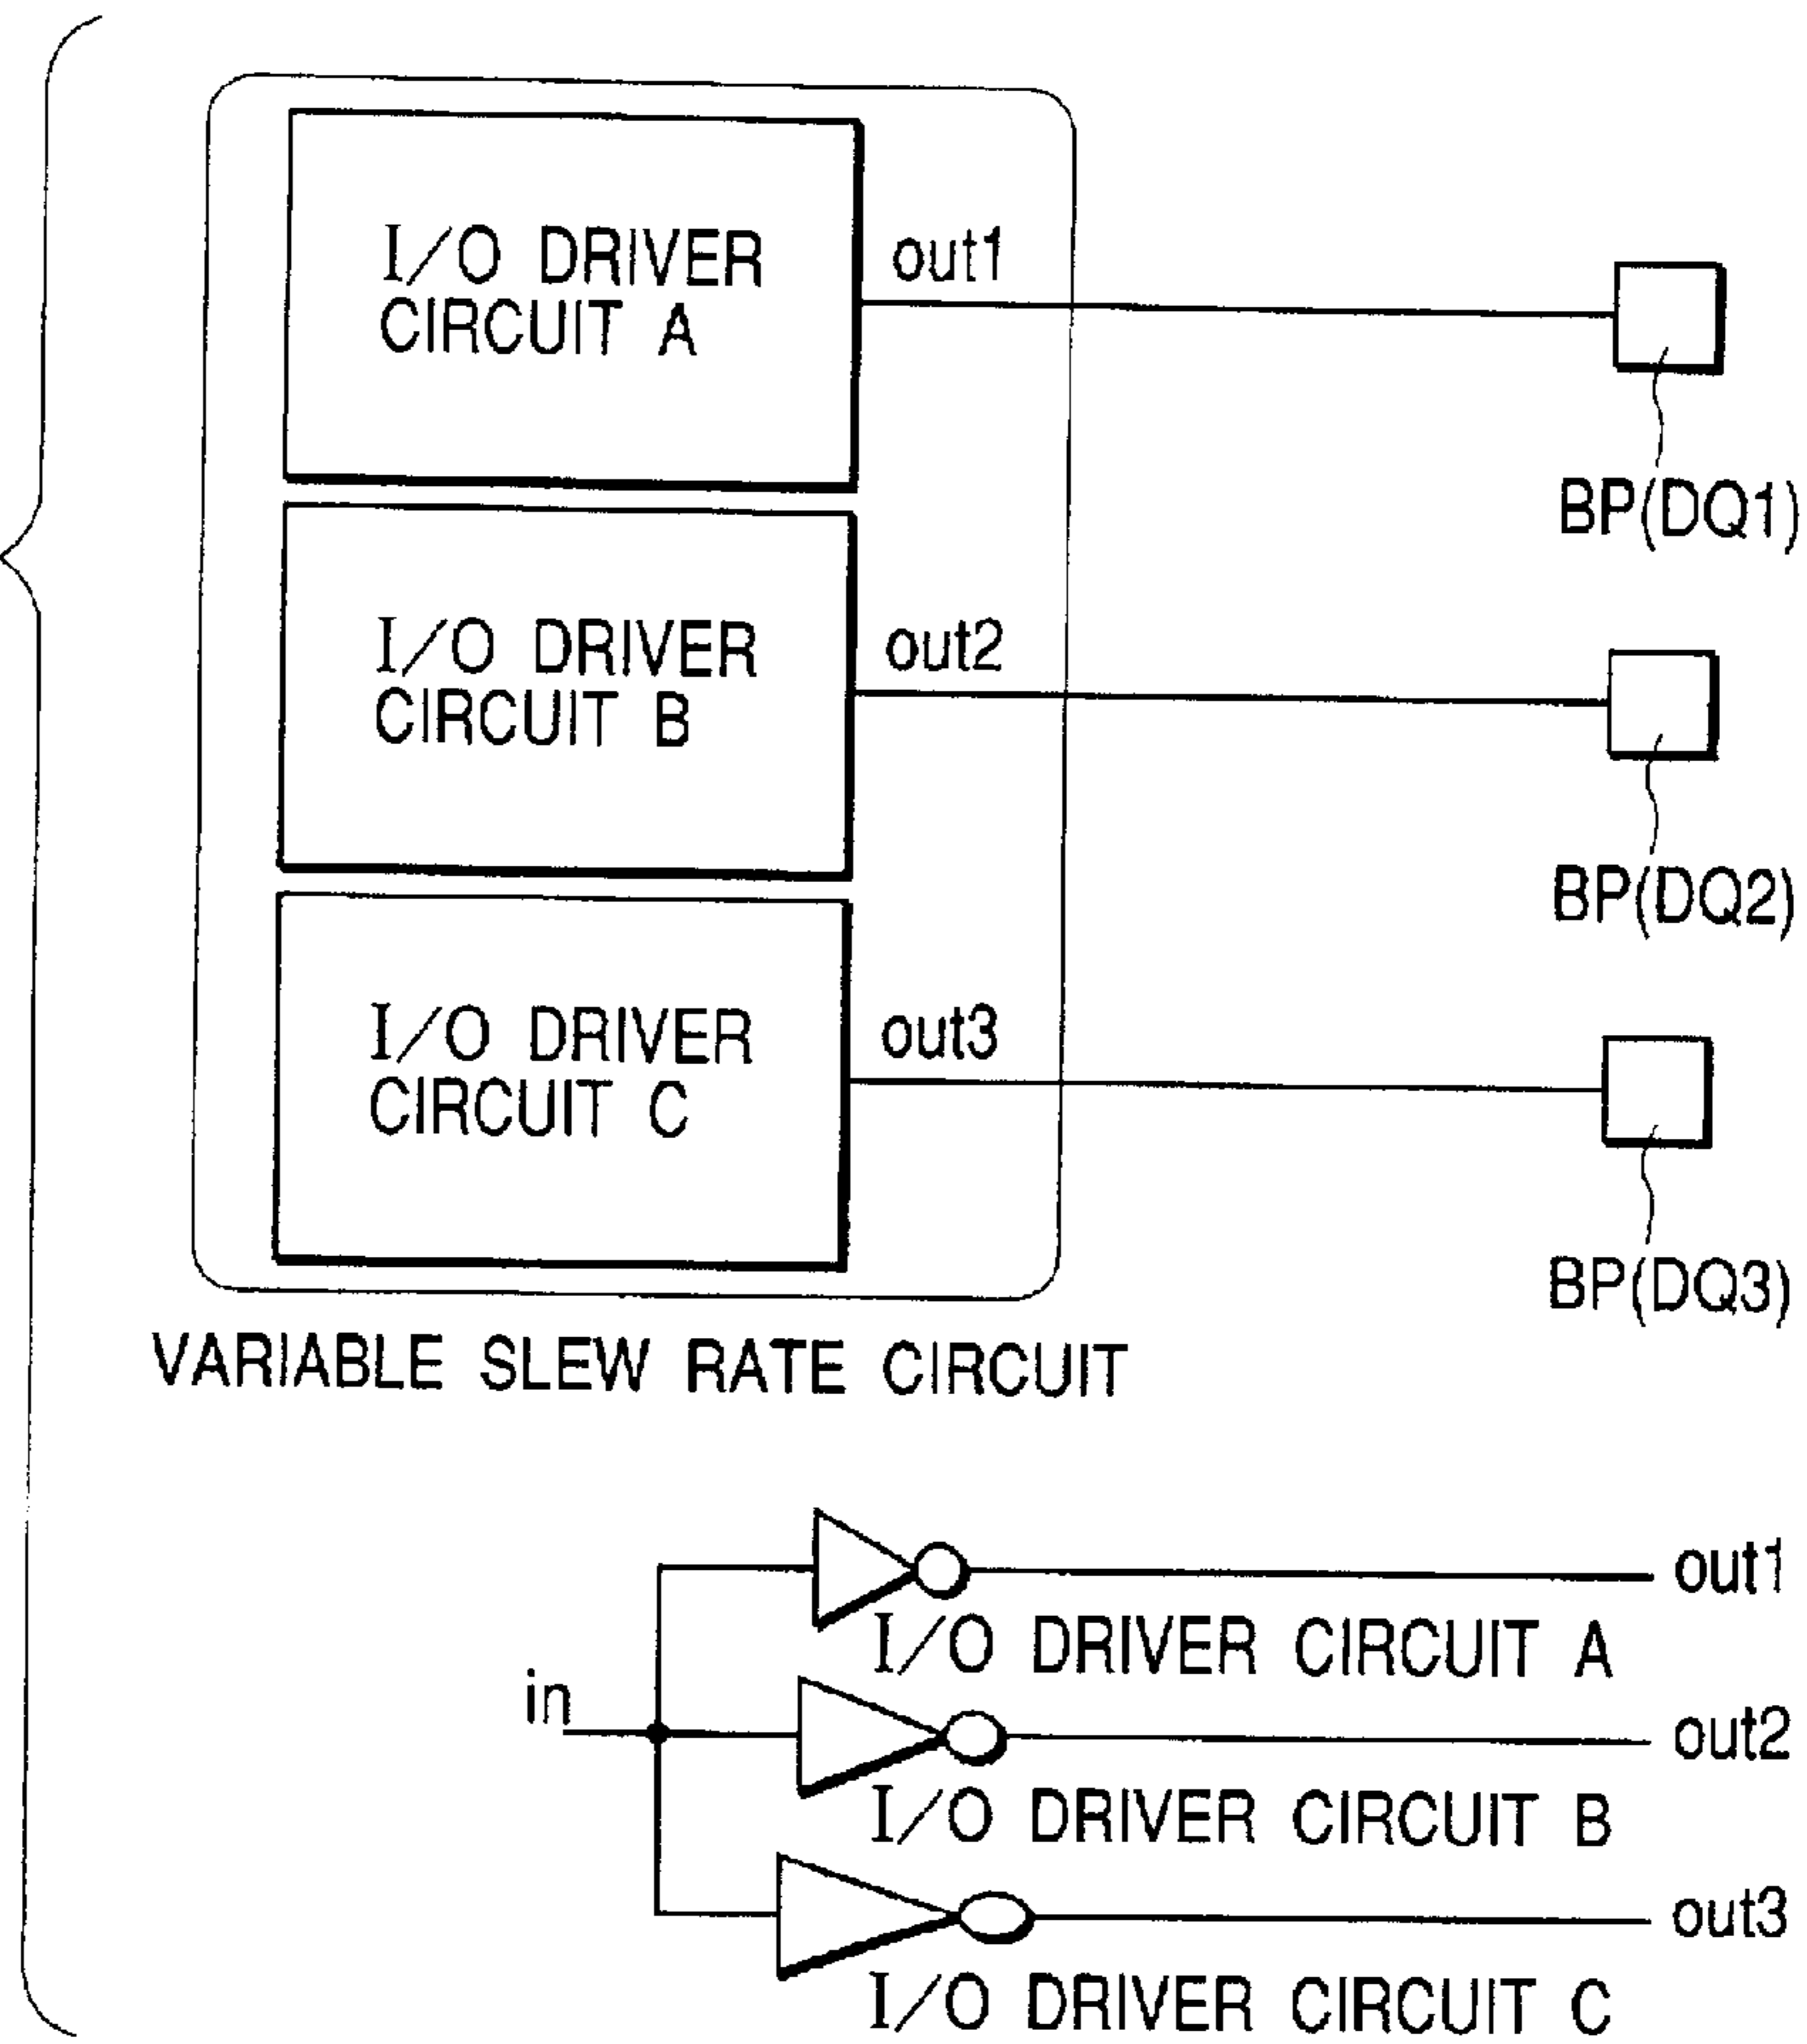 I/O DRIVER
CIRCUIT A
out1
BP(DQ1)
I/O DRIVER
CIRCUIT B
out2
BP(DQ2)
I/O DRIVER
CIRCUIT C
out3
BP(DQ3)
VARIABLE SLEW RATE CIRCUIT
out1
I/O DRIVER CIRCUIT A
in
out2
I/O DRIVER CIRCUIT B
out3
I/O DRIVER CIRCUIT C